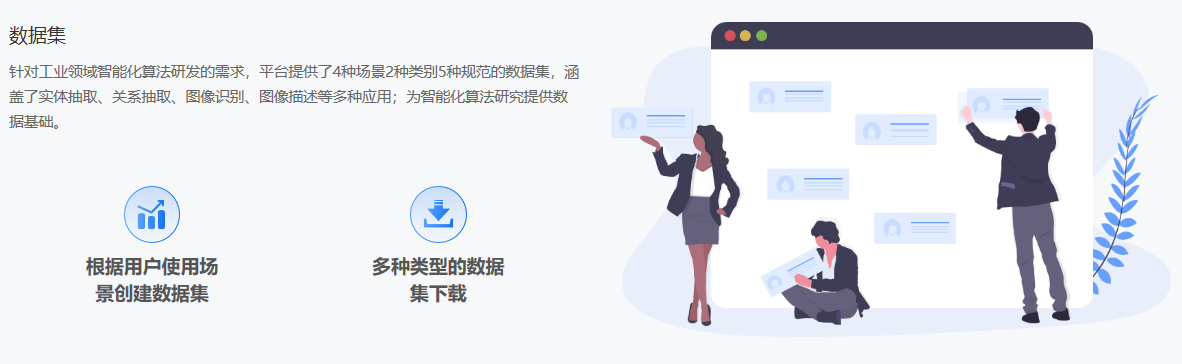 数据集
针对工业领域智能化算法研发的需求，平台提供了4种场景2种类别5种规范的数据集，涵
盖了实体抽取、关系抽取、图像识别、图像描述等多种应用；为智能化算法研究提供数
据基础。
根据用户使用场
景创建数据集
多种类型的数据
集下载